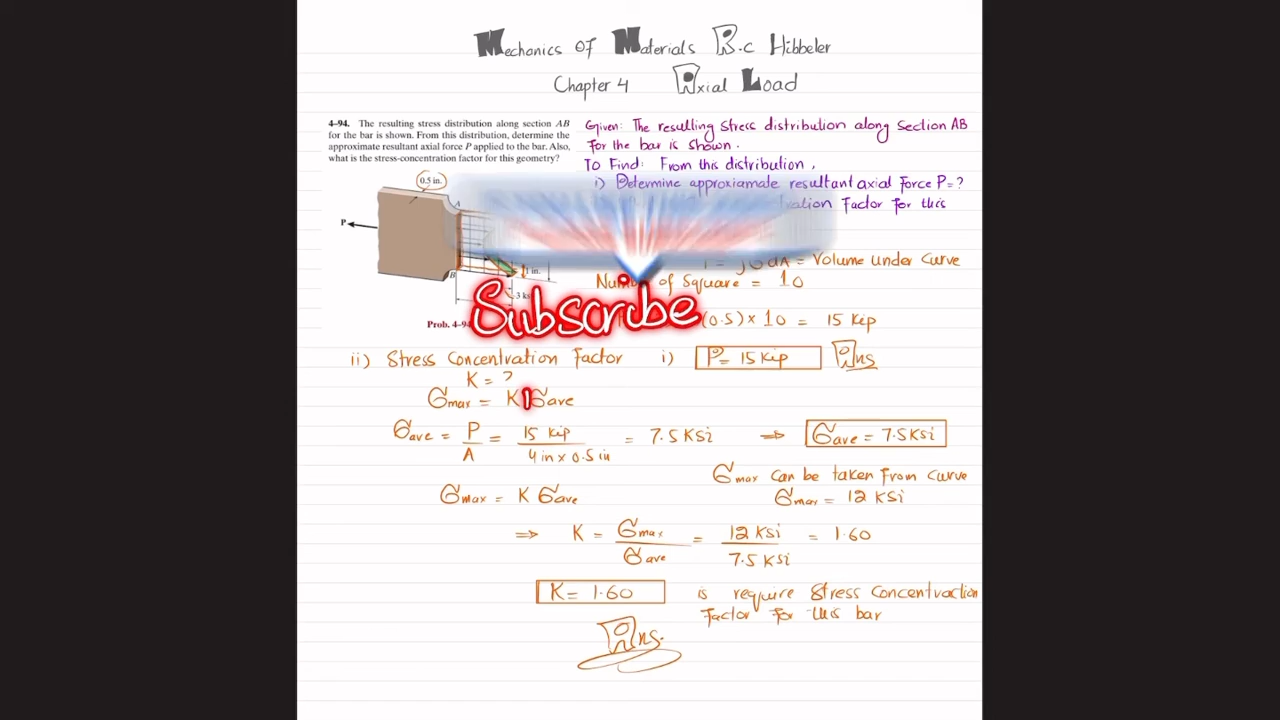 Mechanics Of Materials R.c Hibbeler
Chapter 4 Axial Load
4–94. The resulting stress distribution along section AB
for the bar is shown. From this distribution, determine the
approximate resultant axial force P applied to the bar. Also,
what is the stress-concentration factor for this geometry?
Given: The resulting stress distribution along section AB
for the bar is shown.
To Find: From this distribution,
i) Determine approxiamate resultant axial force P = ?
Factor for this
0.5 in.
A
P
B
1 in.
Prob. 4–94
= Volume under curve
Number of Square = 10
(0.5) × 10 = 15 kip
Subscribe
ii) Stress Concentration Factor
i) P = 15 kip Ans
K = ?
σmax = K σave
σave = P/A = 15 kip / 4 in × 0.5 in = 7.5 ksi ⇒ σave = 7.5 ksi
σmax can be taken from curve
σmax = K σave
σmax = 12 ksi
⇒ K = σmax / σave = 12 ksi / 7.5 ksi = 1.60
K = 1.60 is require stress concentration
factor for this bar
Ans.